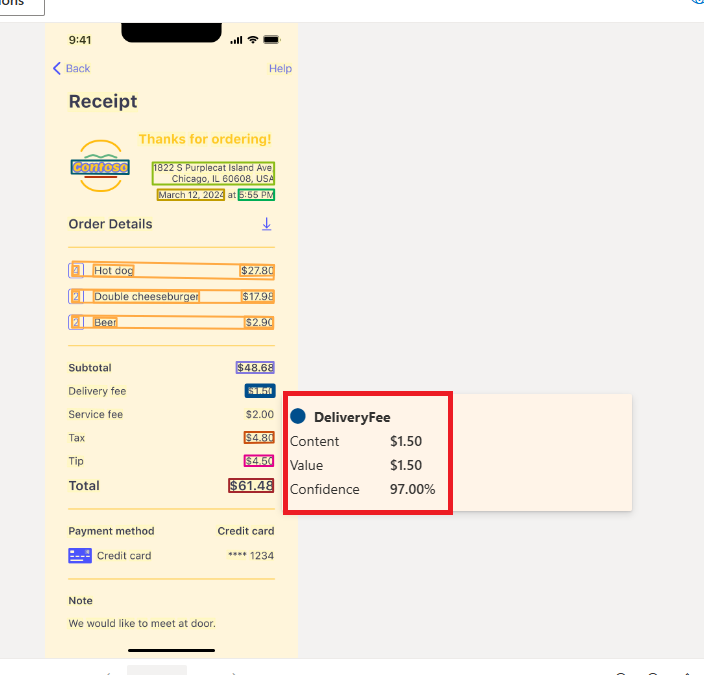 9:41
Back Help
Receipt
Thanks for ordering!
Contoso
1822 S Purplecat Island Ave,
Chicago, IL 60608, USA
March 12, 2024 at 5:55 PM
Order Details
Hot dog $27.80
2 Double cheeseburger $17.98
2 Beer $2.90
Subtotal $48.68
Delivery fee $1.50
Service fee $2.00
Tax $4.80
Tip $4.50
Total $61.48
DeliveryFee
Content $1.50
Value $1.50
Confidence 97.00%
Payment method Credit card
Credit card **** 1234
Note
We would like to meet at door.